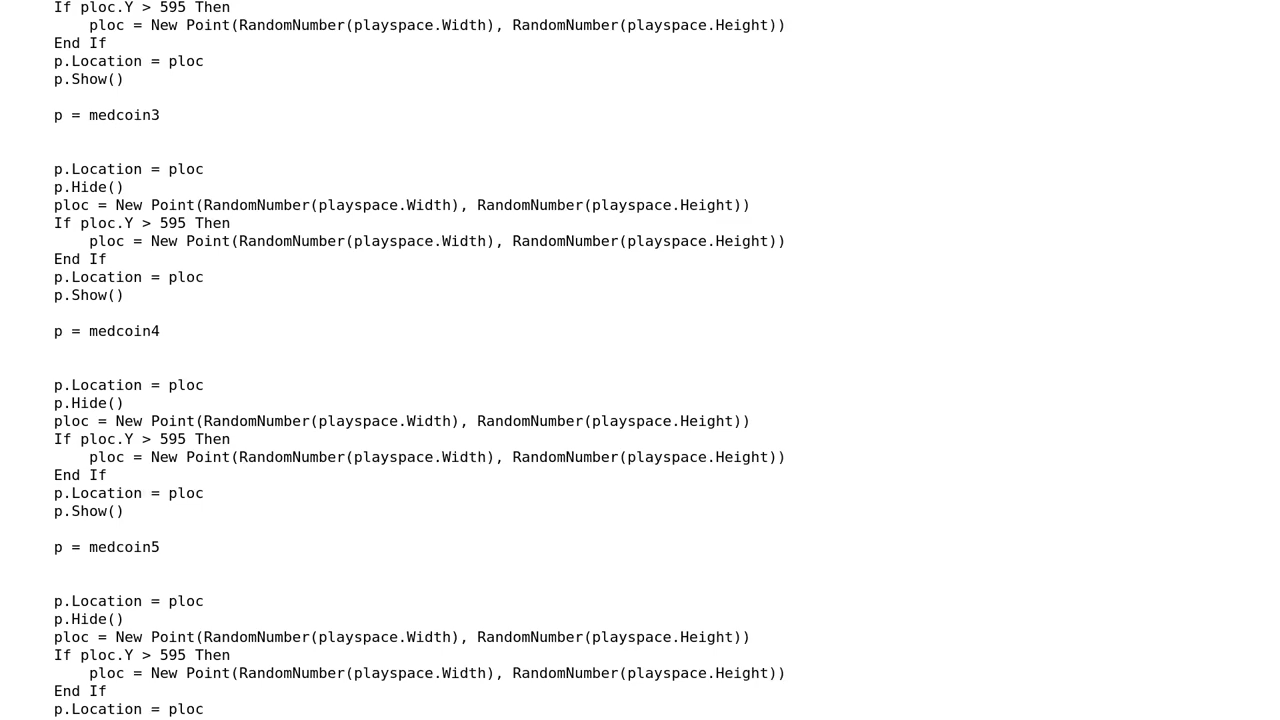 If ploc.Y > 595 Then
    ploc = New Point(RandomNumber(playspace.Width), RandomNumber(playspace.Height))
End If
p.Location = ploc
p.Show()

p = medcoin3


p.Location = ploc
p.Hide()
ploc = New Point(RandomNumber(playspace.Width), RandomNumber(playspace.Height))
If ploc.Y > 595 Then
    ploc = New Point(RandomNumber(playspace.Width), RandomNumber(playspace.Height))
End If
p.Location = ploc
p.Show()

p = medcoin4


p.Location = ploc
p.Hide()
ploc = New Point(RandomNumber(playspace.Width), RandomNumber(playspace.Height))
If ploc.Y > 595 Then
    ploc = New Point(RandomNumber(playspace.Width), RandomNumber(playspace.Height))
End If
p.Location = ploc
p.Show()

p = medcoin5


p.Location = ploc
p.Hide()
ploc = New Point(RandomNumber(playspace.Width), RandomNumber(playspace.Height))
If ploc.Y > 595 Then
    ploc = New Point(RandomNumber(playspace.Width), RandomNumber(playspace.Height))
End If
p.Location = ploc